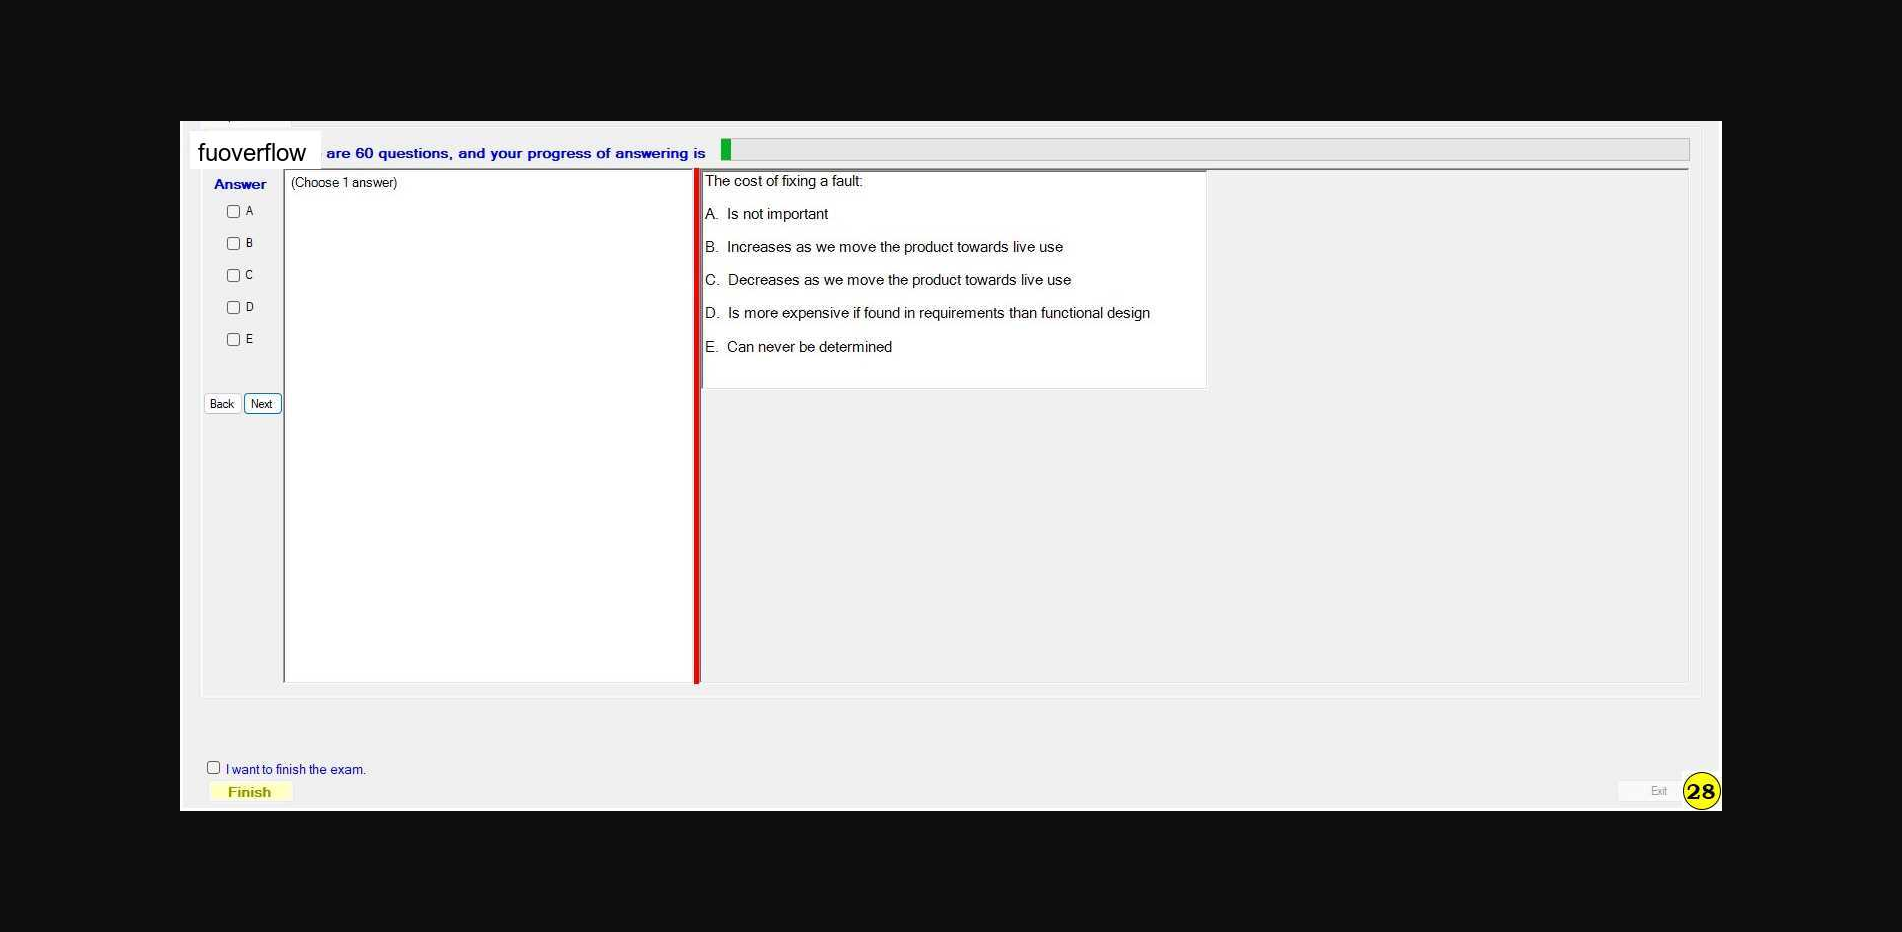 fuoverflow are 60 questions, and your progress of answering is
Answer
A
B
C
D
E
Back Next
(Choose 1 answer)
The cost of fixing a fault:
A. Is not important
B. Increases as we move the product towards live use
C. Decreases as we move the product towards live use
D. Is more expensive if found in requirements than functional design
E. Can never be determined
I want to finish the exam.
Finish
Exit
28